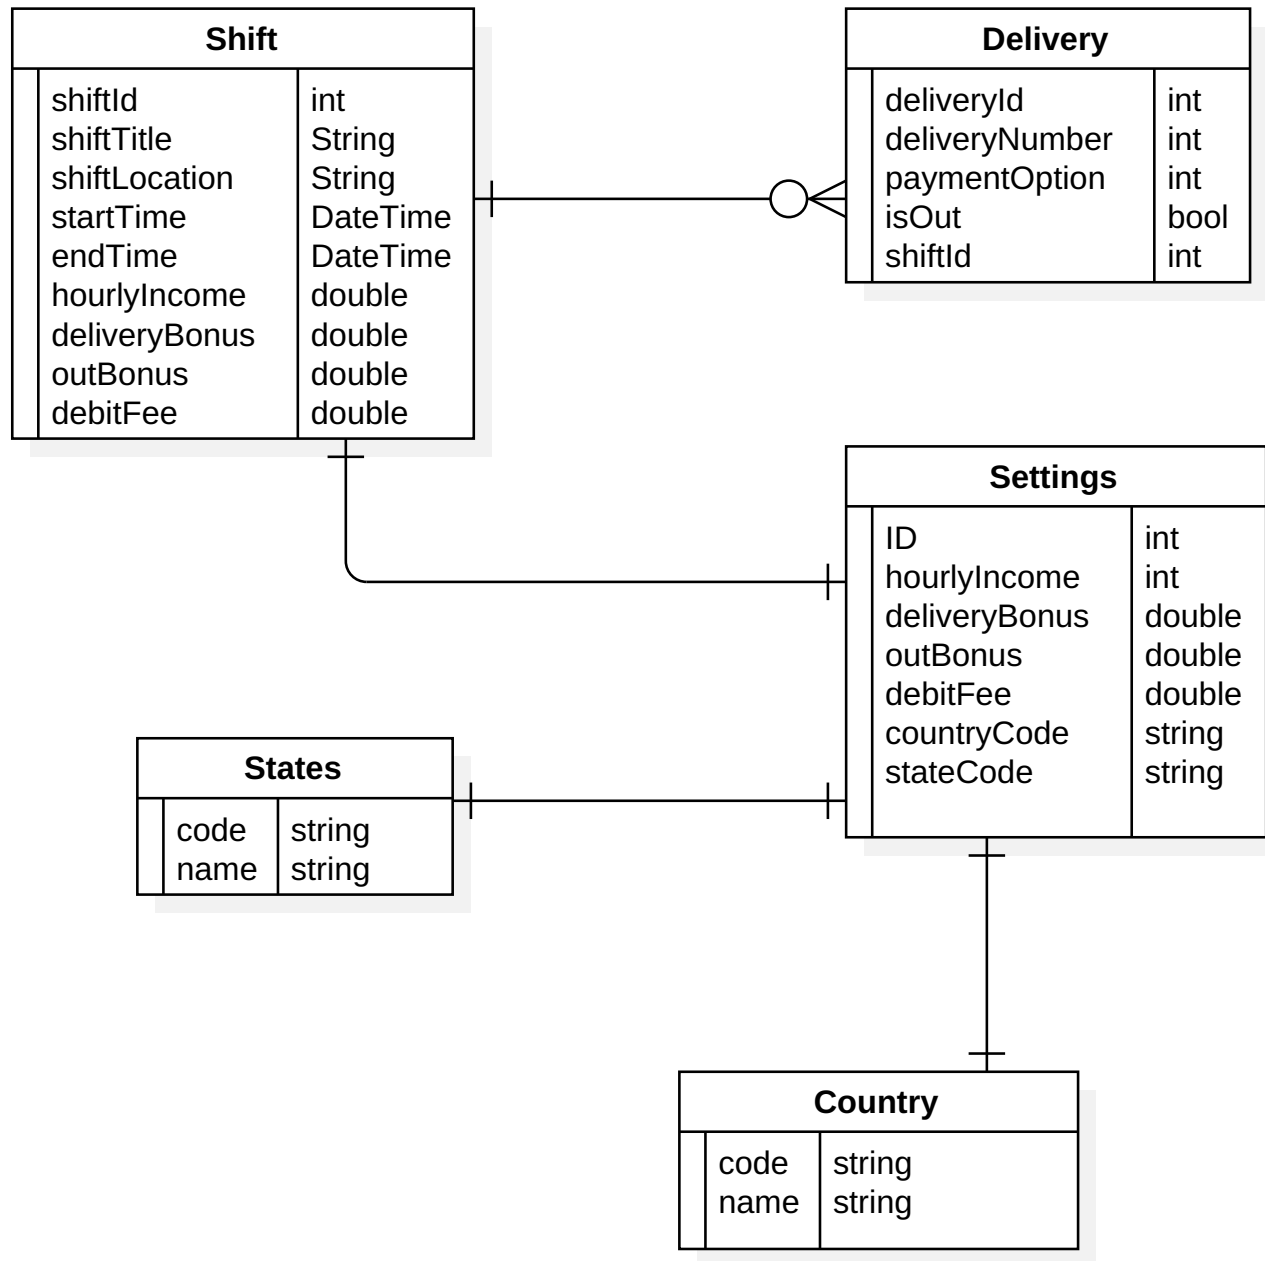 Shift
shiftId int
shiftTitle String
shiftLocation String
startTime DateTime
endTime DateTime
hourlyIncome double
deliveryBonus double
outBonus double
debitFee double
Delivery
deliveryId int
deliveryNumber int
paymentOption int
isOut bool
shiftId int
Settings
ID int
hourlyIncome int
deliveryBonus double
outBonus double
debitFee double
countryCode string
stateCode string
States
code string
name string
Country
code string
name string